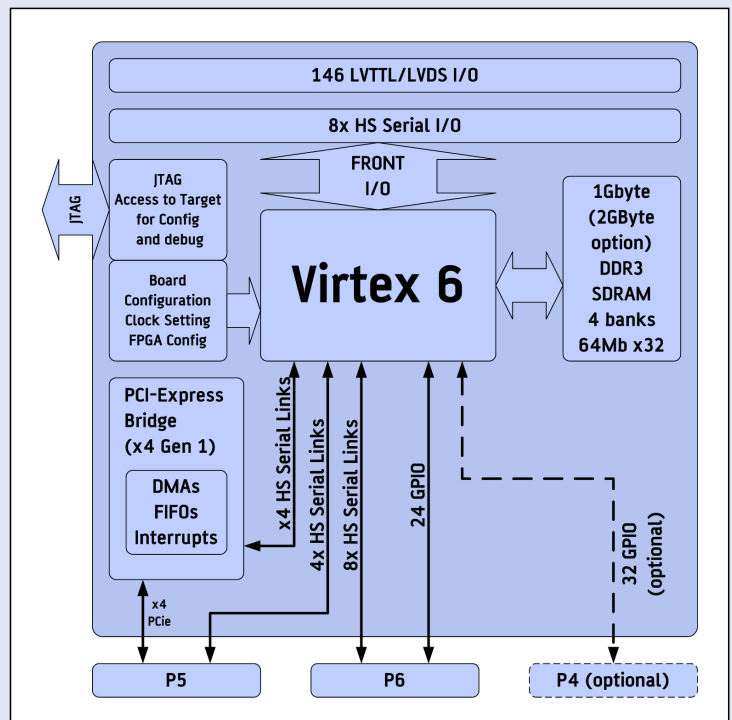 146 LVTTL/LVDS I/O
8x HS Serial I/O
FRONT
I/O
JTAG
JTAG
Access to Target
for Config
and debug
Board
Configuration
Clock Setting
FPGA Config
Virtex 6
1Gbyte
(2GByte
option)
DDR3
SDRAM
4 banks
64Mb x32
PCI-Express
Bridge
(x4 Gen 1)
DMAs
FIFOs
Interrupts
x4 HS Serial Links
4x HS Serial Links
8x HS Serial Links
24 GPIO
32 GPIO
(optional)
x4
PCie
P5
P6
P4 (optional)